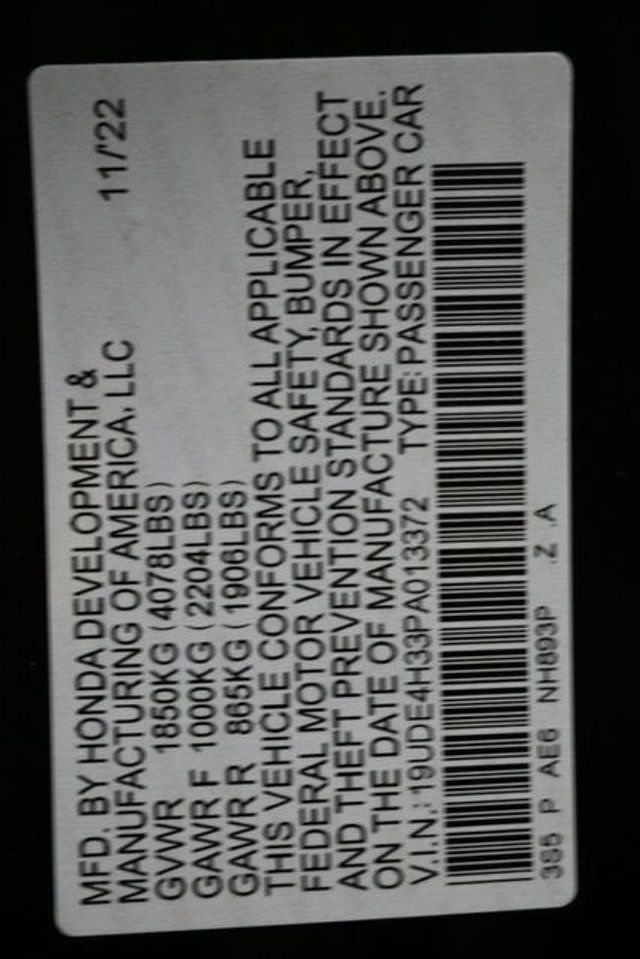 MFD. BY HONDA DEVELOPMENT &
MANUFACTURING OF AMERICA, LLC 11/'22
GVWR 1850KG (4078LBS)
GAWR F 1000KG (2204LBS)
GAWR R 865KG (1906LBS)
THIS VEHICLE CONFORMS TO ALL APPLICABLE
FEDERAL MOTOR VEHICLE SAFETY, BUMPER,
AND THEFT PREVENTION STANDARDS IN EFFECT
ON THE DATE OF MANUFACTURE SHOWN ABOVE.
V.I.N.: 19UDE4H33PA013372 TYPE: PASSENGER CAR
3S5 P AE6 NH893P .Z .A